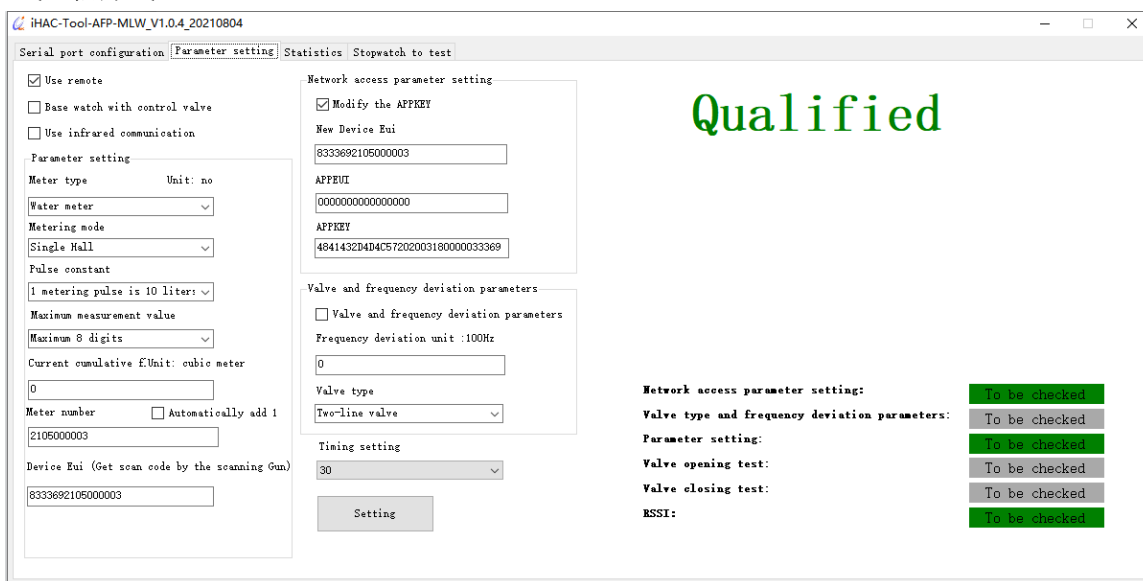 iHAC-Tool-AFP-MLW_V1.0.4_20210804
Serial port configuration Parameter setting Statistics Stopwatch to test
Use remote
Base watch with control valve
Use infrared communication
Parameter setting
Meter type Unit: no
Water meter
Metering mode
Single Hall
Pulse constant
1 metering pulse is 10 liter:
Maximum measurement value
Maximum 8 digits
Current cumulative f.Unit: cubic meter
0
Meter number Automatically add 1
2105000003
Device Eui (Get scan code by the scanning Gun)
8333692105000003
Network access parameter setting
Modify the APPKEY
New Device Eui
8333692105000003
APPEUI
0000000000000000
APPKEY
4841432D4D4C57202003180000033369
Valve and frequency deviation parameters
Valve and frequency deviation parameters
Frequency deviation unit :100Hz
0
Valve type
Two-line valve
Timing setting
30
Setting
Qualified
Network access parameter setting: To be checked
Valve type and frequency deviation parameters: To be checked
Parameter setting: To be checked
Valve opening test: To be checked
Valve closing test: To be checked
RSSI: To be checked